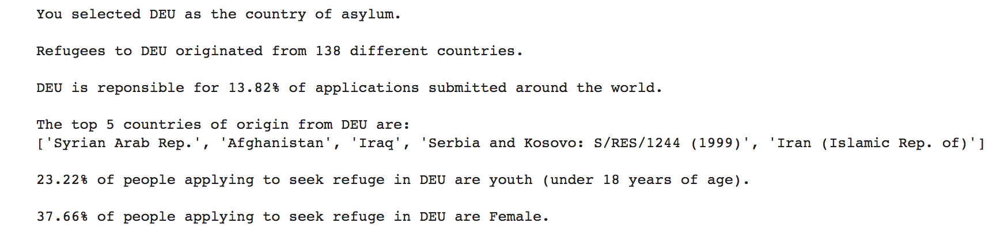 You selected DEU as the country of asylum.
Refugees to DEU originated from 138 different countries.
DEU is reponsible for 13.82% of applications submitted around the world.
The top 5 countries of origin from DEU are:
['Syrian Arab Rep.', 'Afghanistan', 'Iraq', 'Serbia and Kosovo: S/RES/1244 (1999)', 'Iran (Islamic Rep. of)']
23.22% of people applying to seek refuge in DEU are youth (under 18 years of age).
37.66% of people applying to seek refuge in DEU are Female.